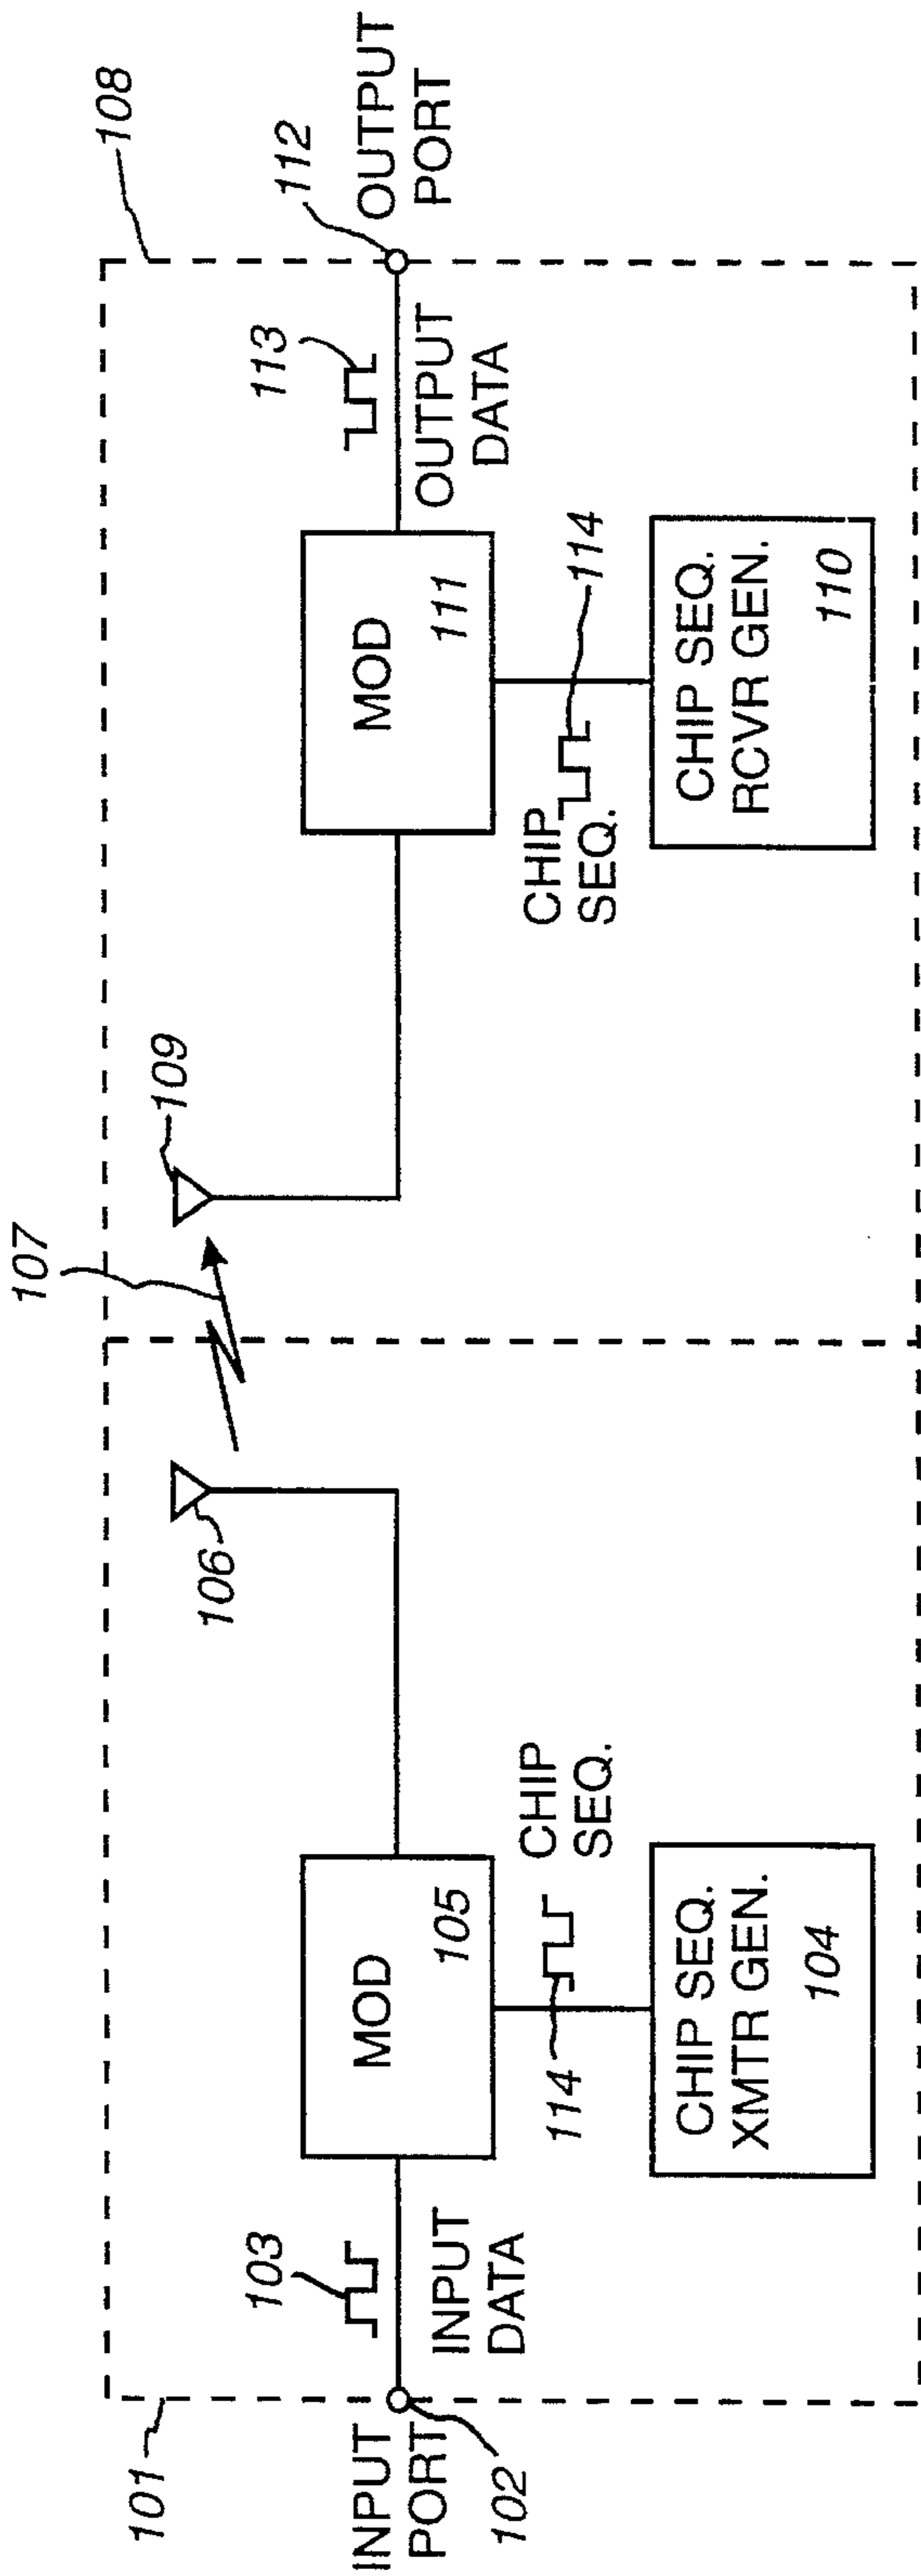 101
INPUT
PORT
102
103
INPUT
DATA
MOD
105
114
CHIP
SEQ.
CHIP SEQ.
XMTR GEN.
104
106
107
109
MOD
111
CHIP
SEQ.
114
CHIP SEQ.
RCVR GEN.
110
113
OUTPUT
DATA
108
112
OUTPUT
PORT